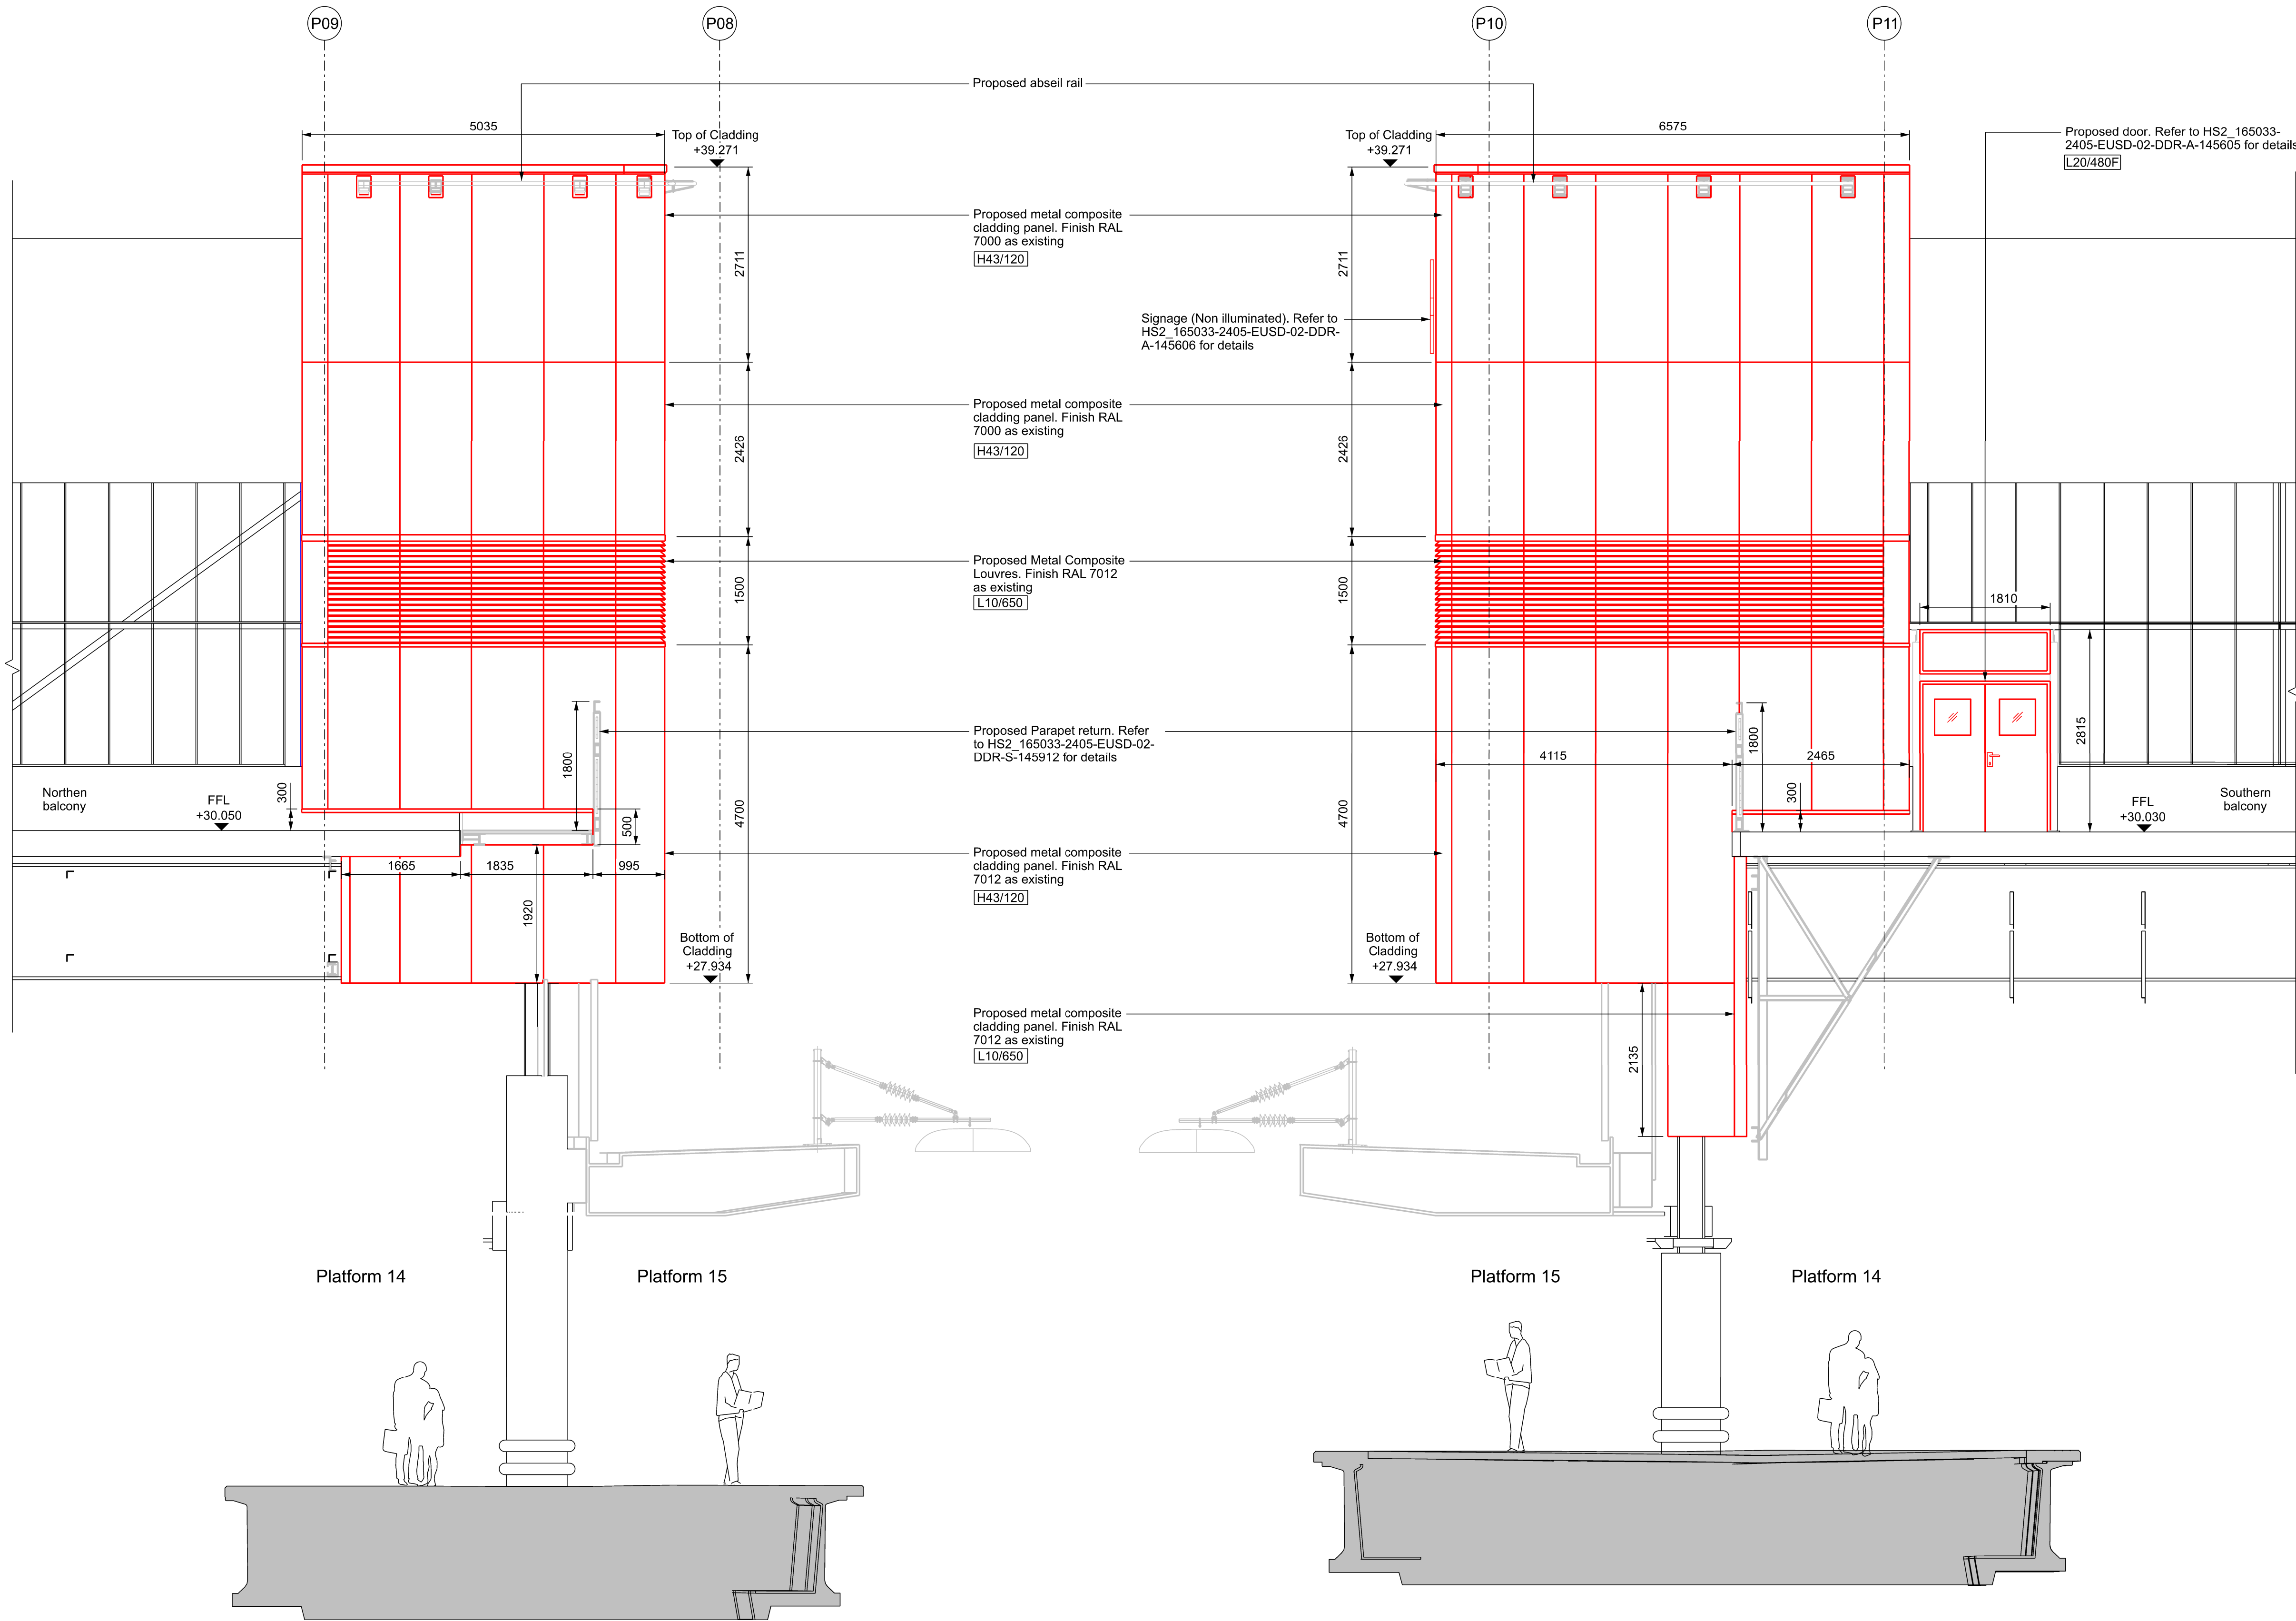 P09
P08
P10
P11
Proposed abseil rail
5035
Top of Cladding
+39.271
Top of Cladding
+39.271
6575
Proposed door. Refer to HS2_165033-
2405-EUSD-02-DDR-A-145605 for details
L20/480F
Proposed metal composite
cladding panel. Finish RAL
7000 as existing
H43/120
2711
2711
Signage (Non illuminated). Refer to
HS2_165033-2405-EUSD-02-DDR-
A-145606 for details
Proposed metal composite
cladding panel. Finish RAL
7000 as existing
H43/120
2426
2426
Proposed Metal Composite
Louvres. Finish RAL 7012
as existing
L10/650
1500
1500
1810
Proposed Parapet return. Refer
to HS2_165033-2405-EUSD-02-
DDR-S-145912 for details
1800
1800
2815
4115
2465
Northen
balcony
FFL
+30.050
300
500
4700
4700
300
FFL
+30.030
Southern
balcony
1665
1835
995
1920
Proposed metal composite
cladding panel. Finish RAL
7012 as existing
H43/120
Bottom of
Cladding
+27.934
Bottom of
Cladding
+27.934
Proposed metal composite
cladding panel. Finish RAL
7012 as existing
L10/650
2135
Platform 14
Platform 15
Platform 15
Platform 14